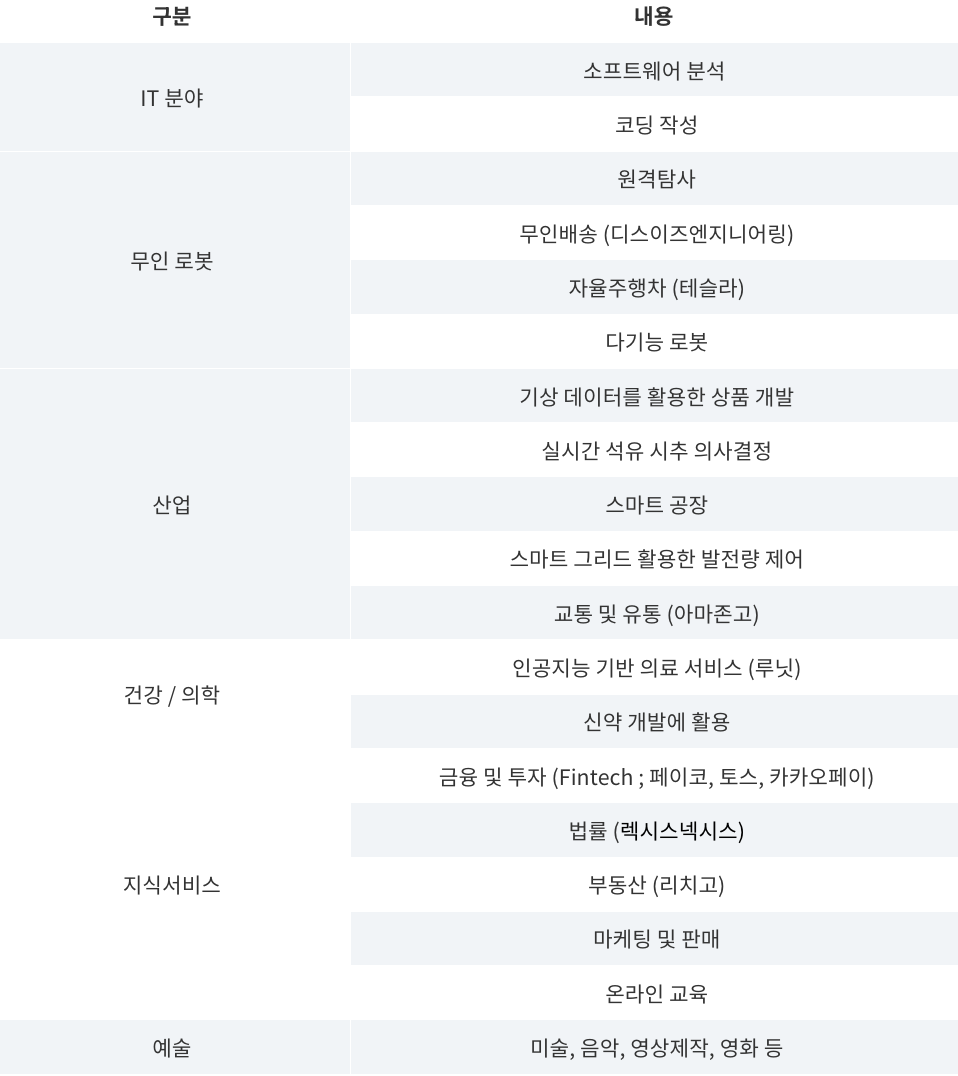 구분
내용
IT 분야
소프트웨어 분석
코딩 작성
무인 로봇
원격탐사
무인배송 (디스이즈엔지니어링)
자율주행차 (테슬라)
다기능 로봇
산업
기상 데이터를 활용한 상품 개발
실시간 석유 시추 의사결정
스마트 공장
스마트 그리드 활용한 발전량 제어
교통 및 유통 (아마존고)
건강 / 의학
인공지능 기반 의료 서비스 (루닛)
신약 개발에 활용
지식서비스
금융 및 투자 (Fintech ; 페이코, 토스, 카카오페이)
법률 (렉시스넥시스)
부동산 (리치고)
마케팅 및 판매
온라인 교육
예술
미술, 음악, 영상제작, 영화 등